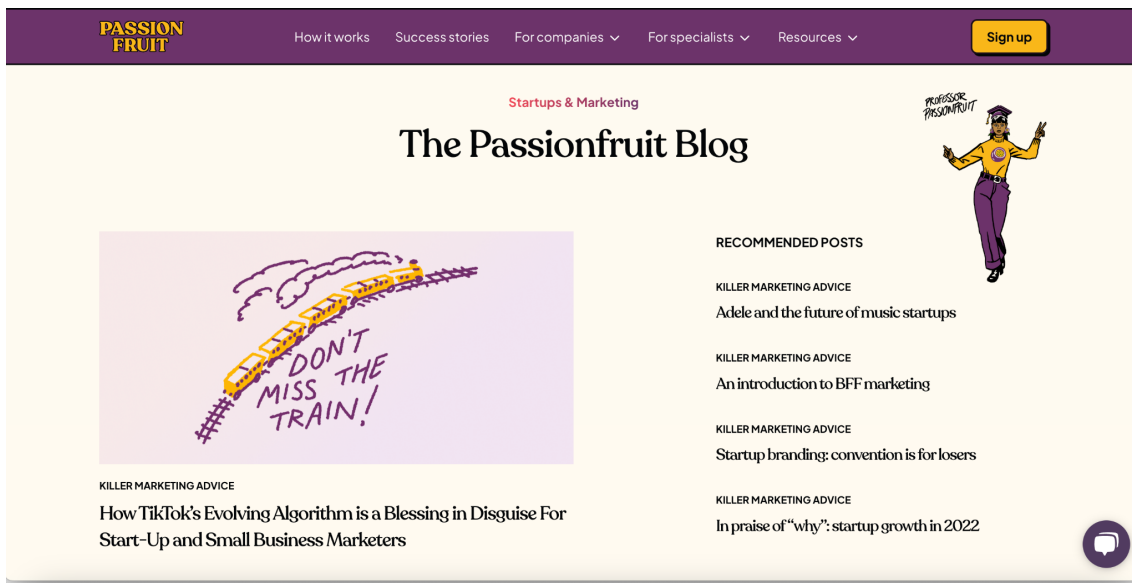 PASSION
FRUIT
How it works
Success stories
For companies
For specialists
Resources
Sign up
Startups & Marketing
The Passionfruit Blog
PROFESSOR
PASSIONFRUIT
DON'T
MISS THE
TRAIN!
KILLER MARKETING ADVICE
How TikTok’s Evolving Algorithm is a Blessing in Disguise For
Start-Up and Small Business Marketers
RECOMMENDED POSTS
KILLER MARKETING ADVICE
Adele and the future of music startups
KILLER MARKETING ADVICE
An introduction to BFF marketing
KILLER MARKETING ADVICE
Startup branding: convention is for losers
KILLER MARKETING ADVICE
In praise of “why”: startup growth in 2022